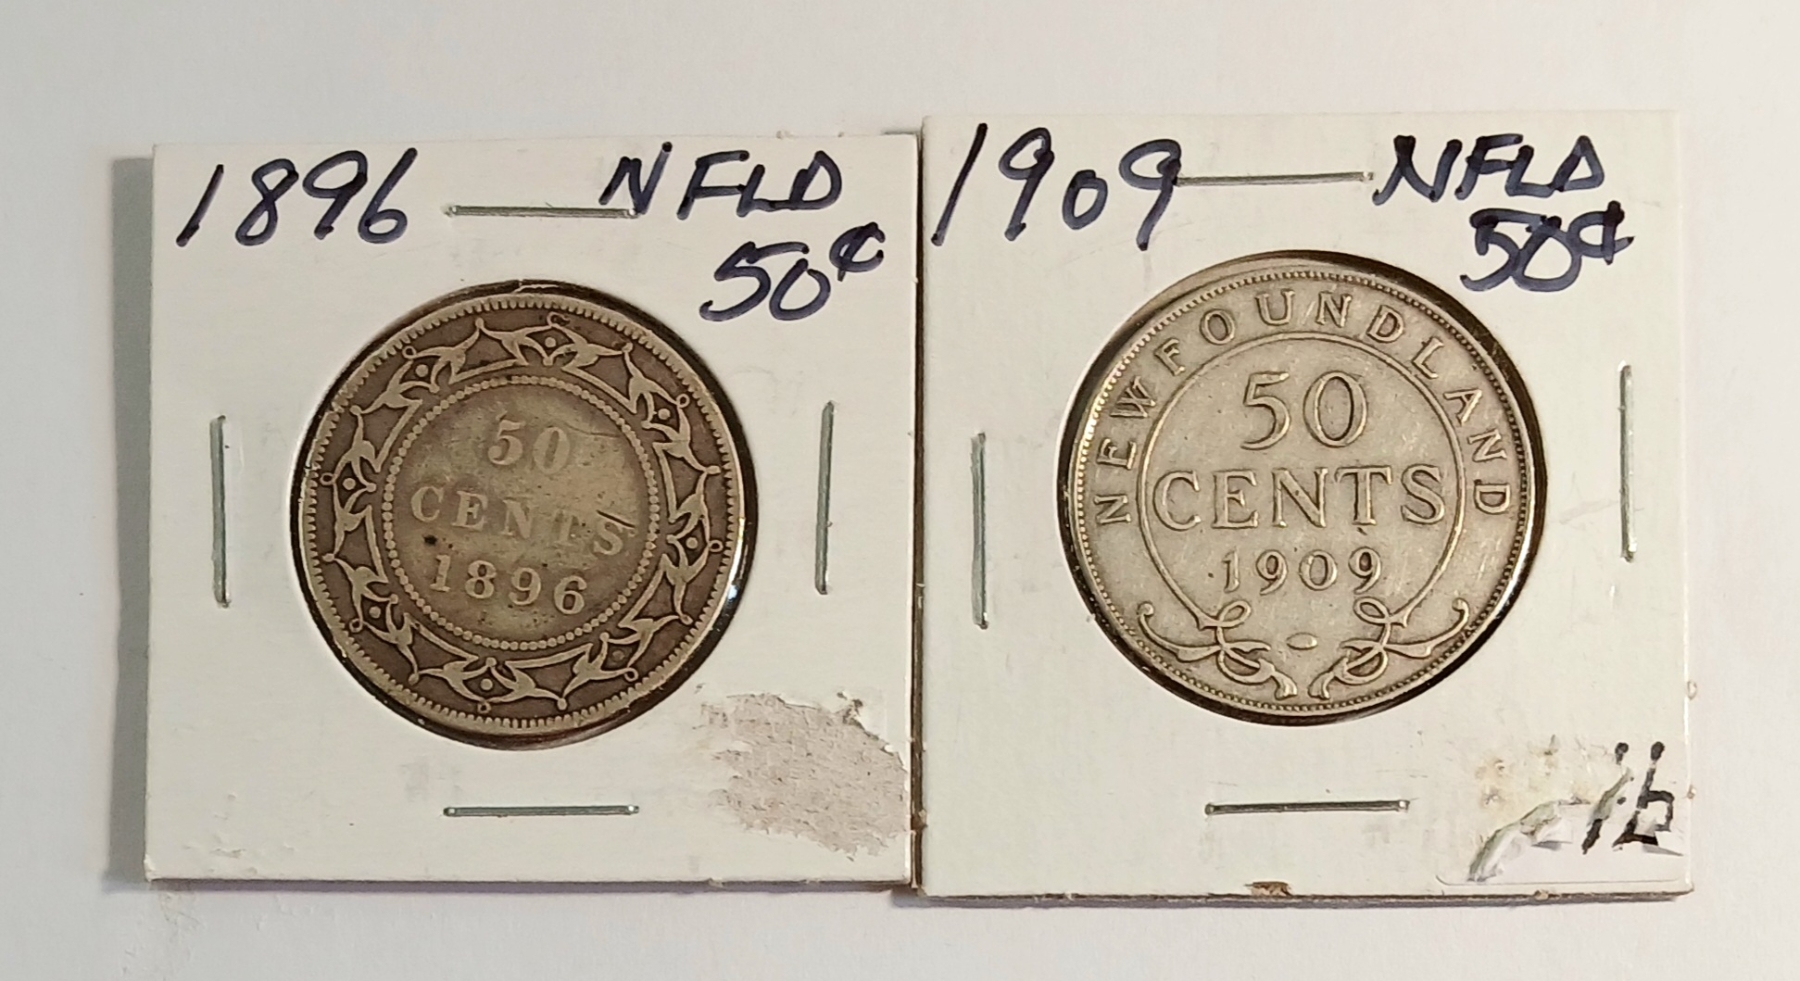 1896 NFLD
50¢
50
CENTS
1896
1909 NFLD
50¢
NEWFOUNDLAND
50
CENTS
1909